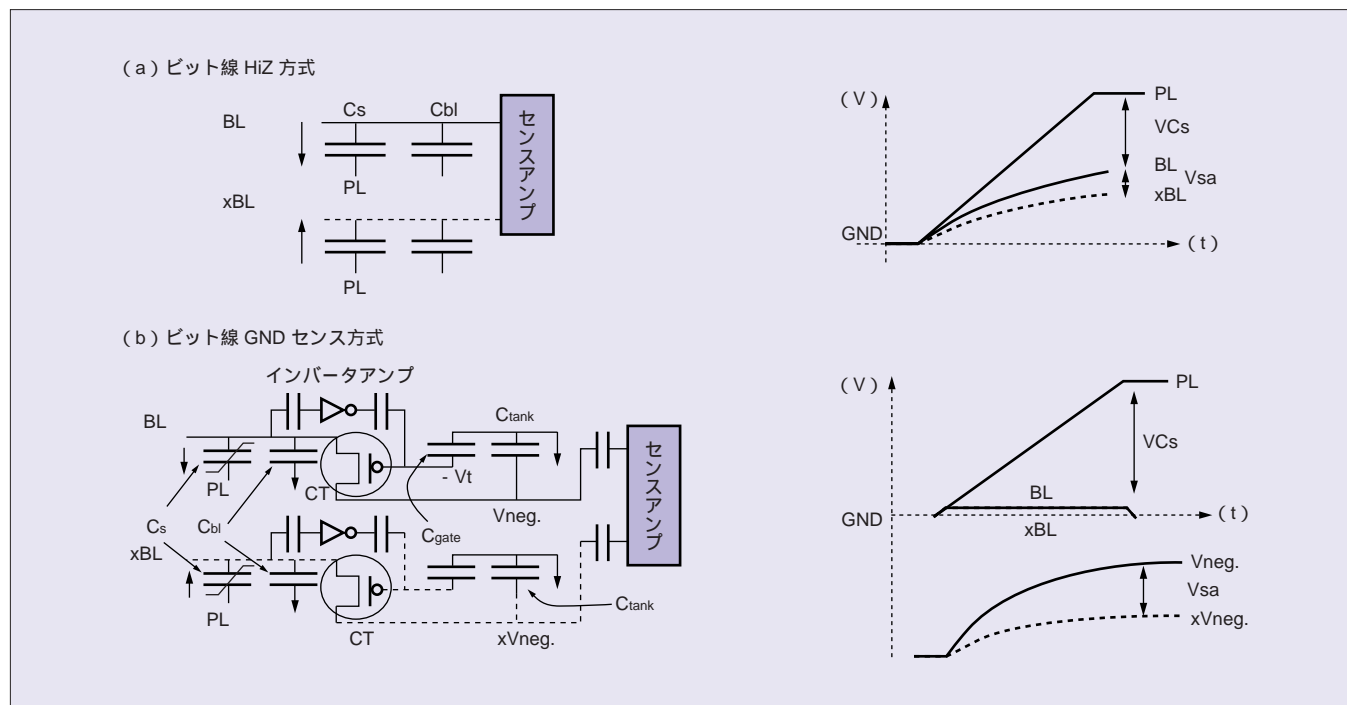 (a)ビット線 HiZ 方式
BL
Cs
Cbl
センスアンプ
PL
xBL
PL
(V)
PL
VCs
BL
Vsa
xBL
GND
(t)
(b)ビット線 GND センス方式
インバータアンプ
BL
Ctank
センスアンプ
PL
- Vt
CT
Vneg.
Cs
Cbl
Cgate
xBL
PL
Ctank
CT
xVneg.
(V)
PL
VCs
BL
GND
(t)
xBL
Vneg.
Vsa
xVneg.